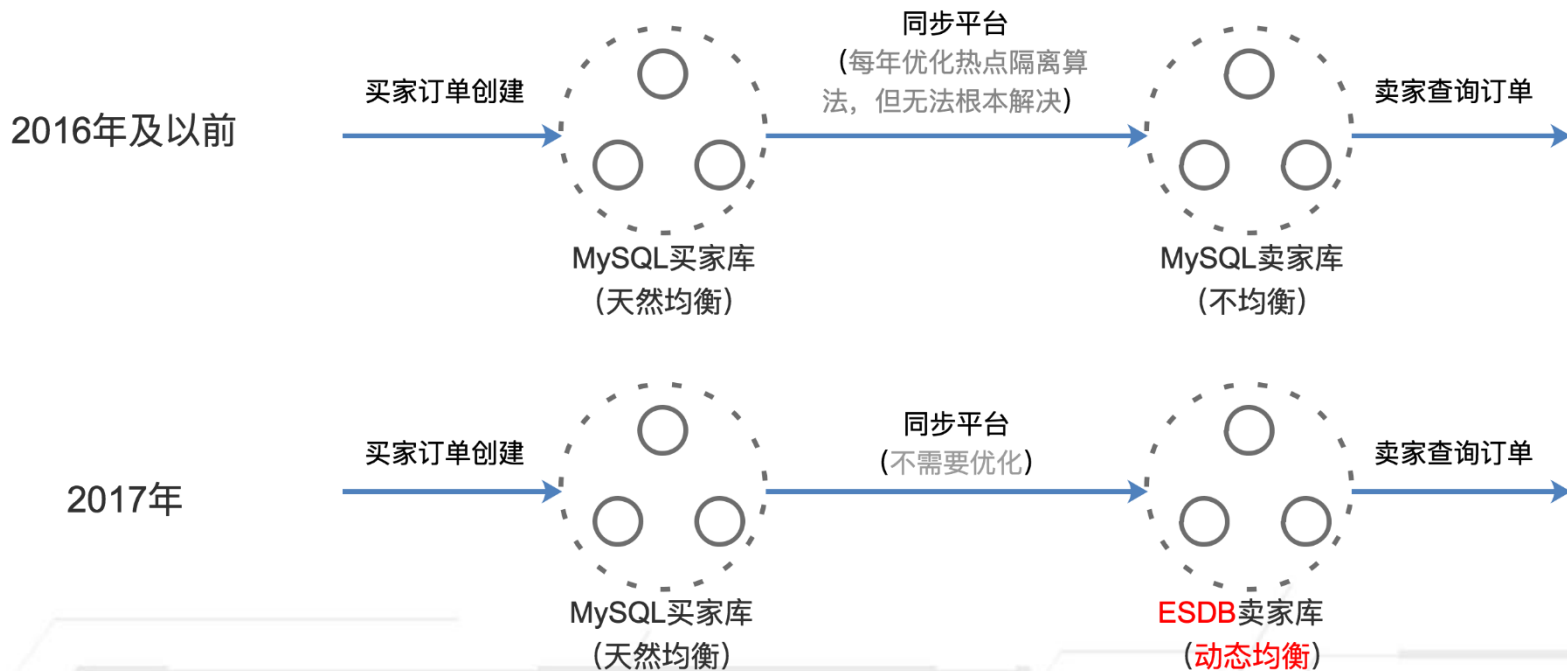 同步平台
(每年优化热点隔离算
法，但无法根本解决)
买家订单创建
卖家查询订单
2016年及以前
MySQL买家库
(天然均衡)
MySQL卖家库
(不均衡)
同步平台
(不需要优化)
买家订单创建
卖家查询订单
2017年
MySQL买家库
(天然均衡)
ESDB卖家库
(动态均衡)